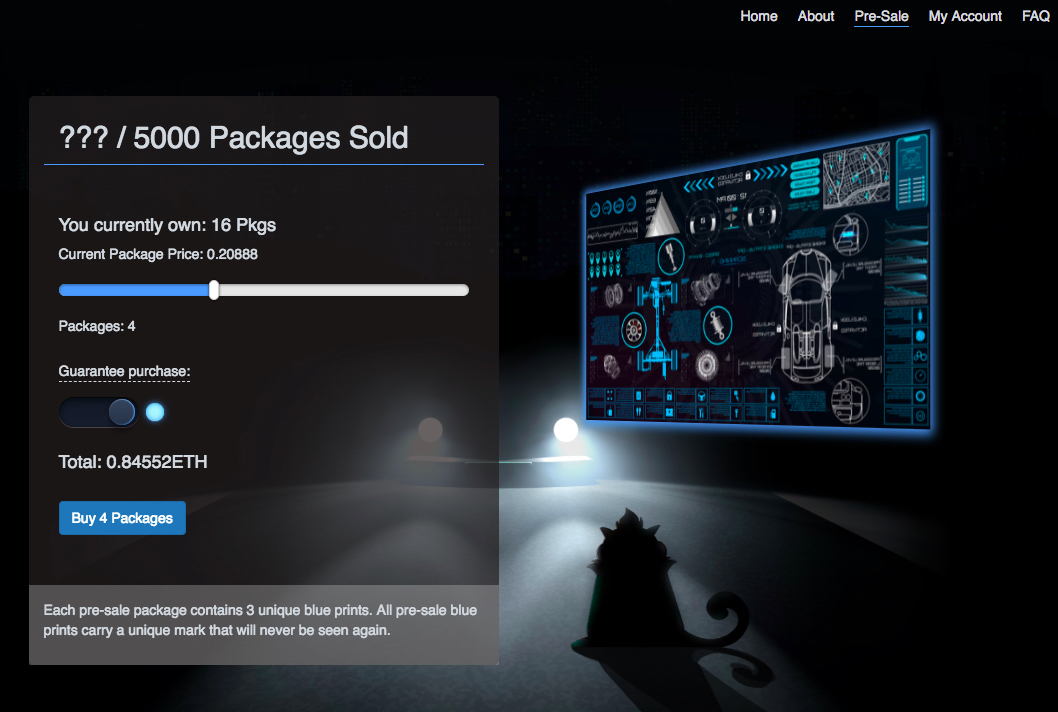 Home About Pre-Sale My Account FAQ
??? / 5000 Packages Sold
You currently own: 16 Pkgs
Current Package Price: 0.20888
Packages: 4
Guarantee purchase:
Total: 0.84552ETH
Buy 4 Packages
Each pre-sale package contains 3 unique blue prints. All pre-sale blue
prints carry a unique mark that will never be seen again.